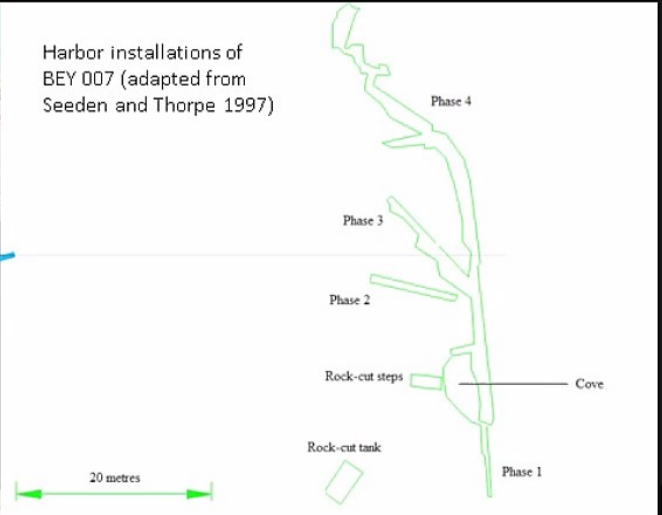 Harbor installations of
BEY 007 (adapted from
Seeden and Thorpe 1997)
Phase 4
Phase 3
Phase 2
Rock-cut steps
Cove
Rock-cut tank
Phase 1
20 metres